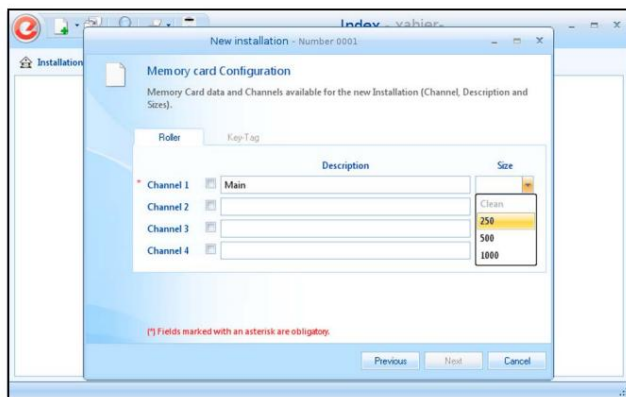 Index - xabier-
New installation - Number 0001
Installation
Memory card Configuration
Memory Card data and Channels available for the new Installation (Channel, Description and
Sizes).
Roller Key-Tag
Description Size
* Channel 1 Main
Channel 2 Clean
250
Channel 3 500
Channel 4 1000
(*) Fields marked with an asterisk are obligatory.
Previous Next Cancel